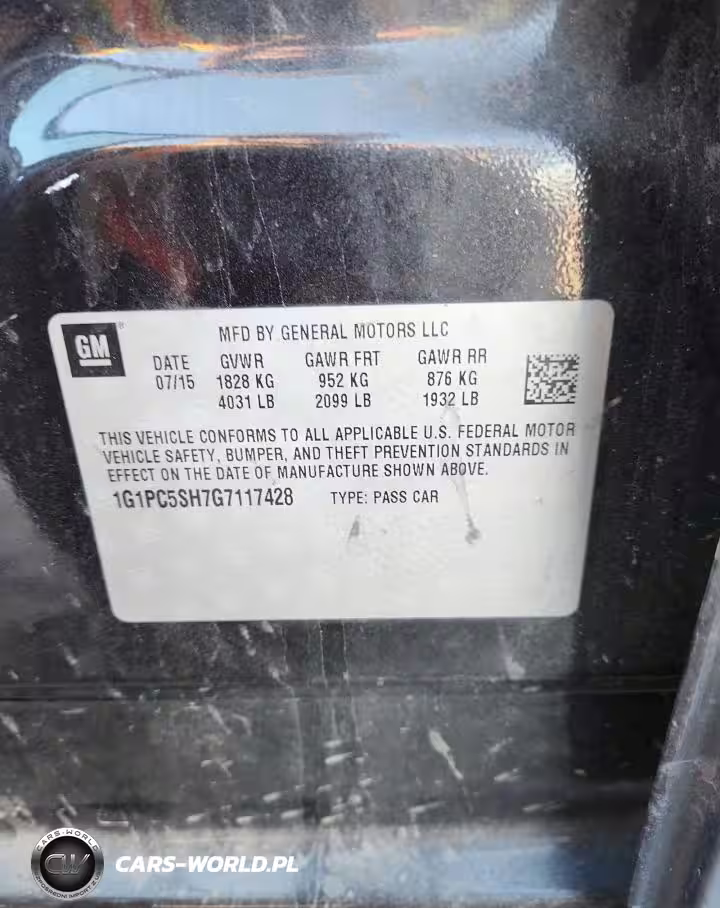 GM
MFD BY GENERAL MOTORS LLC
DATE GVWR GAWR FRT GAWR RR
07/15 1828 KG 952 KG 876 KG
4031 LB 2099 LB 1932 LB
THIS VEHICLE CONFORMS TO ALL APPLICABLE U.S. FEDERAL MOTOR
VEHICLE SAFETY, BUMPER, AND THEFT PREVENTION STANDARDS IN
EFFECT ON THE DATE OF MANUFACTURE SHOWN ABOVE.
1G1PC5SH7G7117428 TYPE: PASS CAR
CARS-WORLD
CW
CARS-WORLD.PL